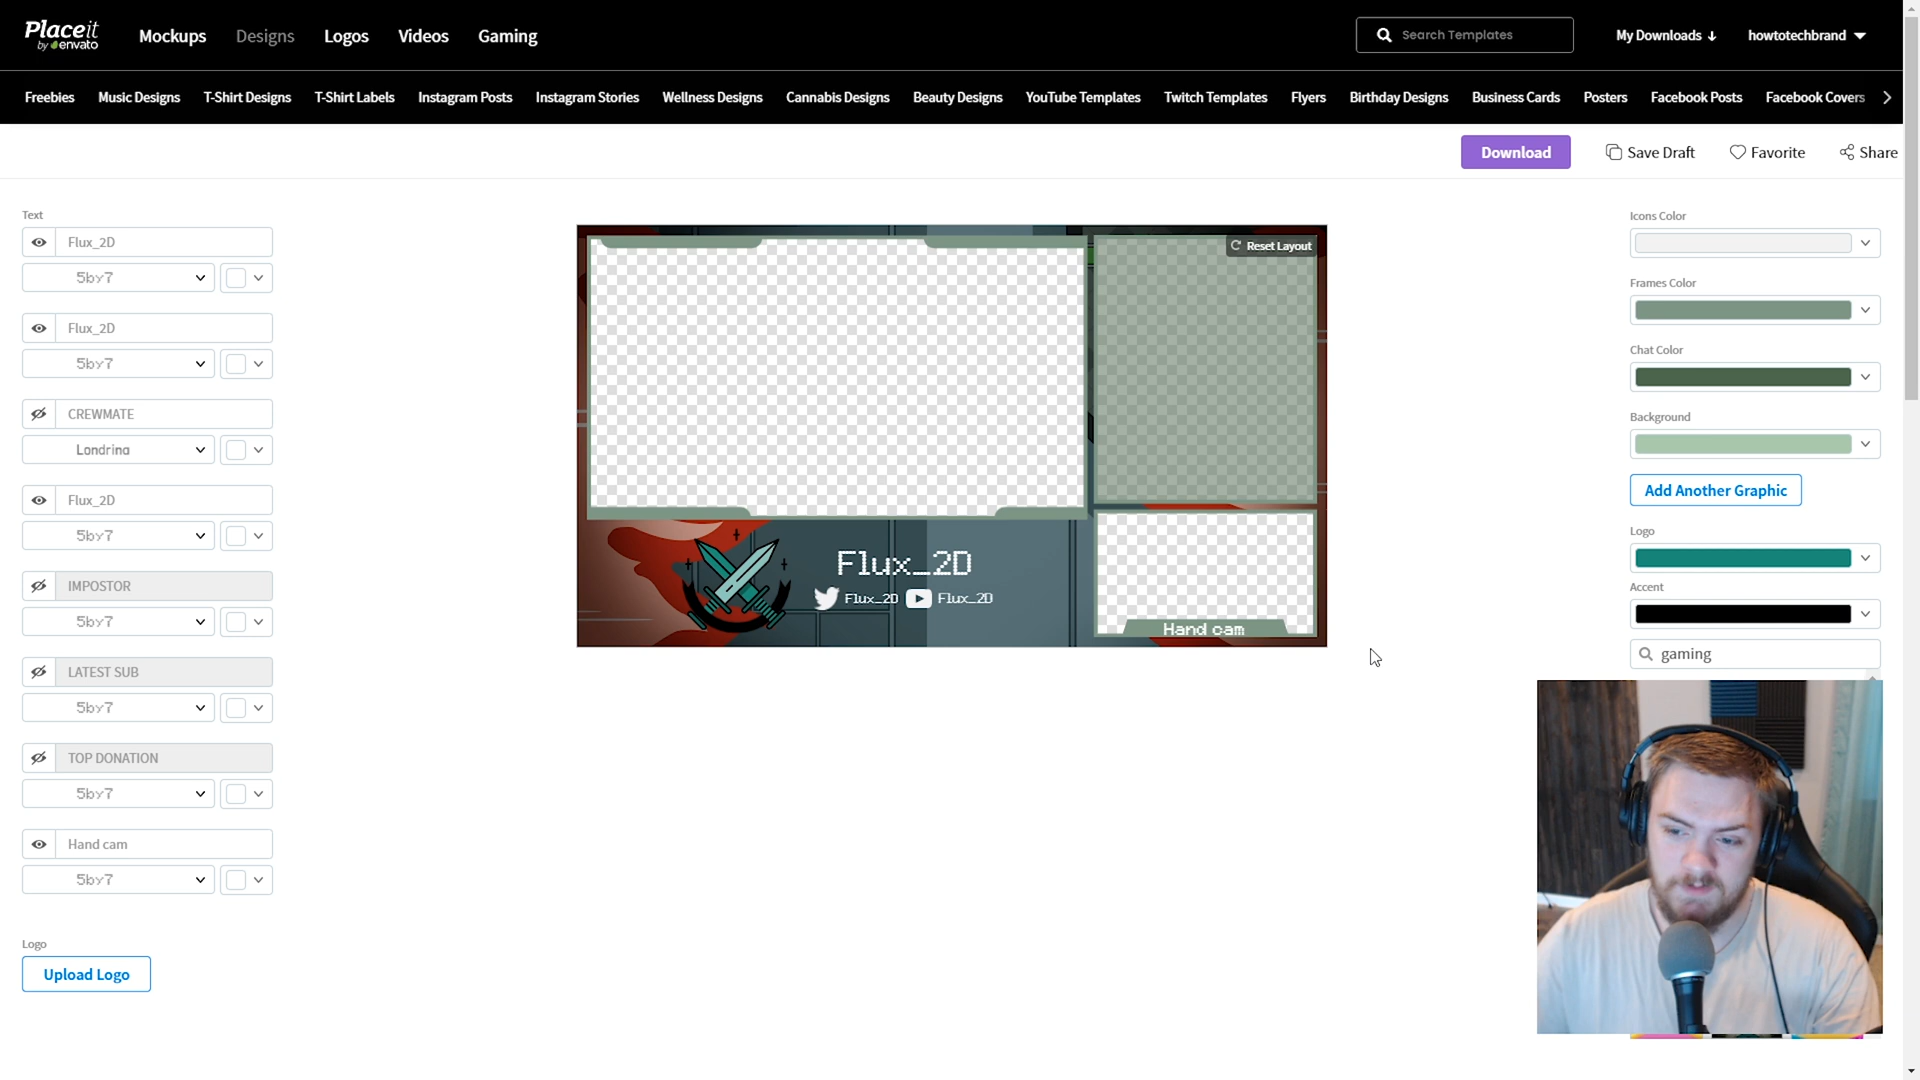 Placeit
by envato
Mockups
Designs
Logos
Videos
Gaming
Search Templates
My Downloads
howtotechbrand
Freebies
Music Designs
T-Shirt Designs
T-Shirt Labels
Instagram Posts
Instagram Stories
Wellness Designs
Cannabis Designs
Beauty Designs
YouTube Templates
Twitch Templates
Flyers
Birthday Designs
Business Cards
Posters
Facebook Posts
Facebook Covers
Download
Save Draft
Favorite
Share
Text
Flux_2D
5by7
Flux_2D
5by7
CREWMATE
Londrina
Flux_2D
5by7
IMPOSTOR
5by7
LATEST SUB
5by7
TOP DONATION
5by7
Hand cam
5by7
Logo
Upload Logo
Reset Layout
Flux_2D
Flux_2D
Flux_2D
Hand cam
Icons Color
Frames Color
Chat Color
Background
Add Another Graphic
Logo
Accent
gaming